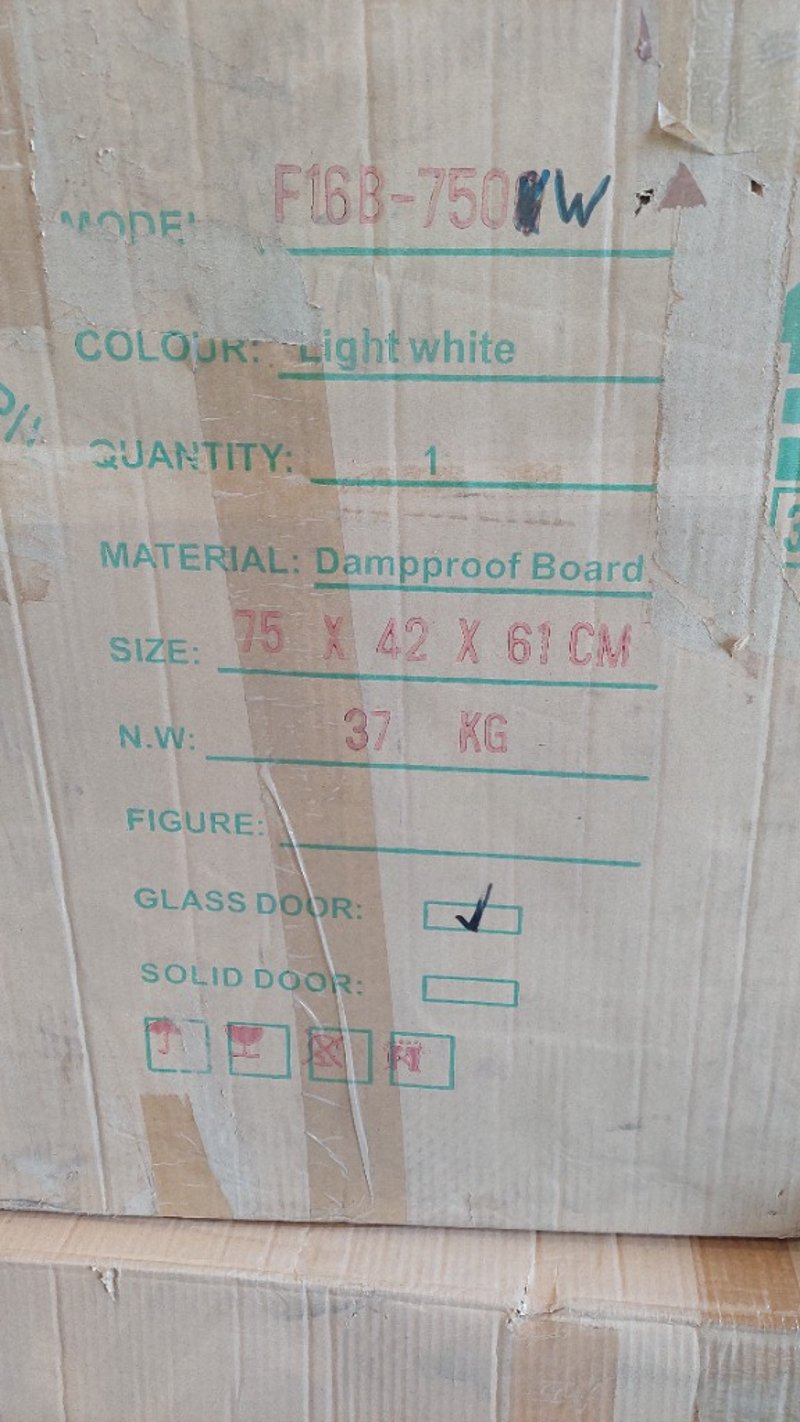 MODEL F16B-750 W
COLOUR: Light white
QUANTITY: 1
MATERIAL: Dampproof Board
SIZE: 75 X 42 X 61 CM
N.W: 37 KG
FIGURE:
GLASS DOOR: ✓
SOLID DOOR: